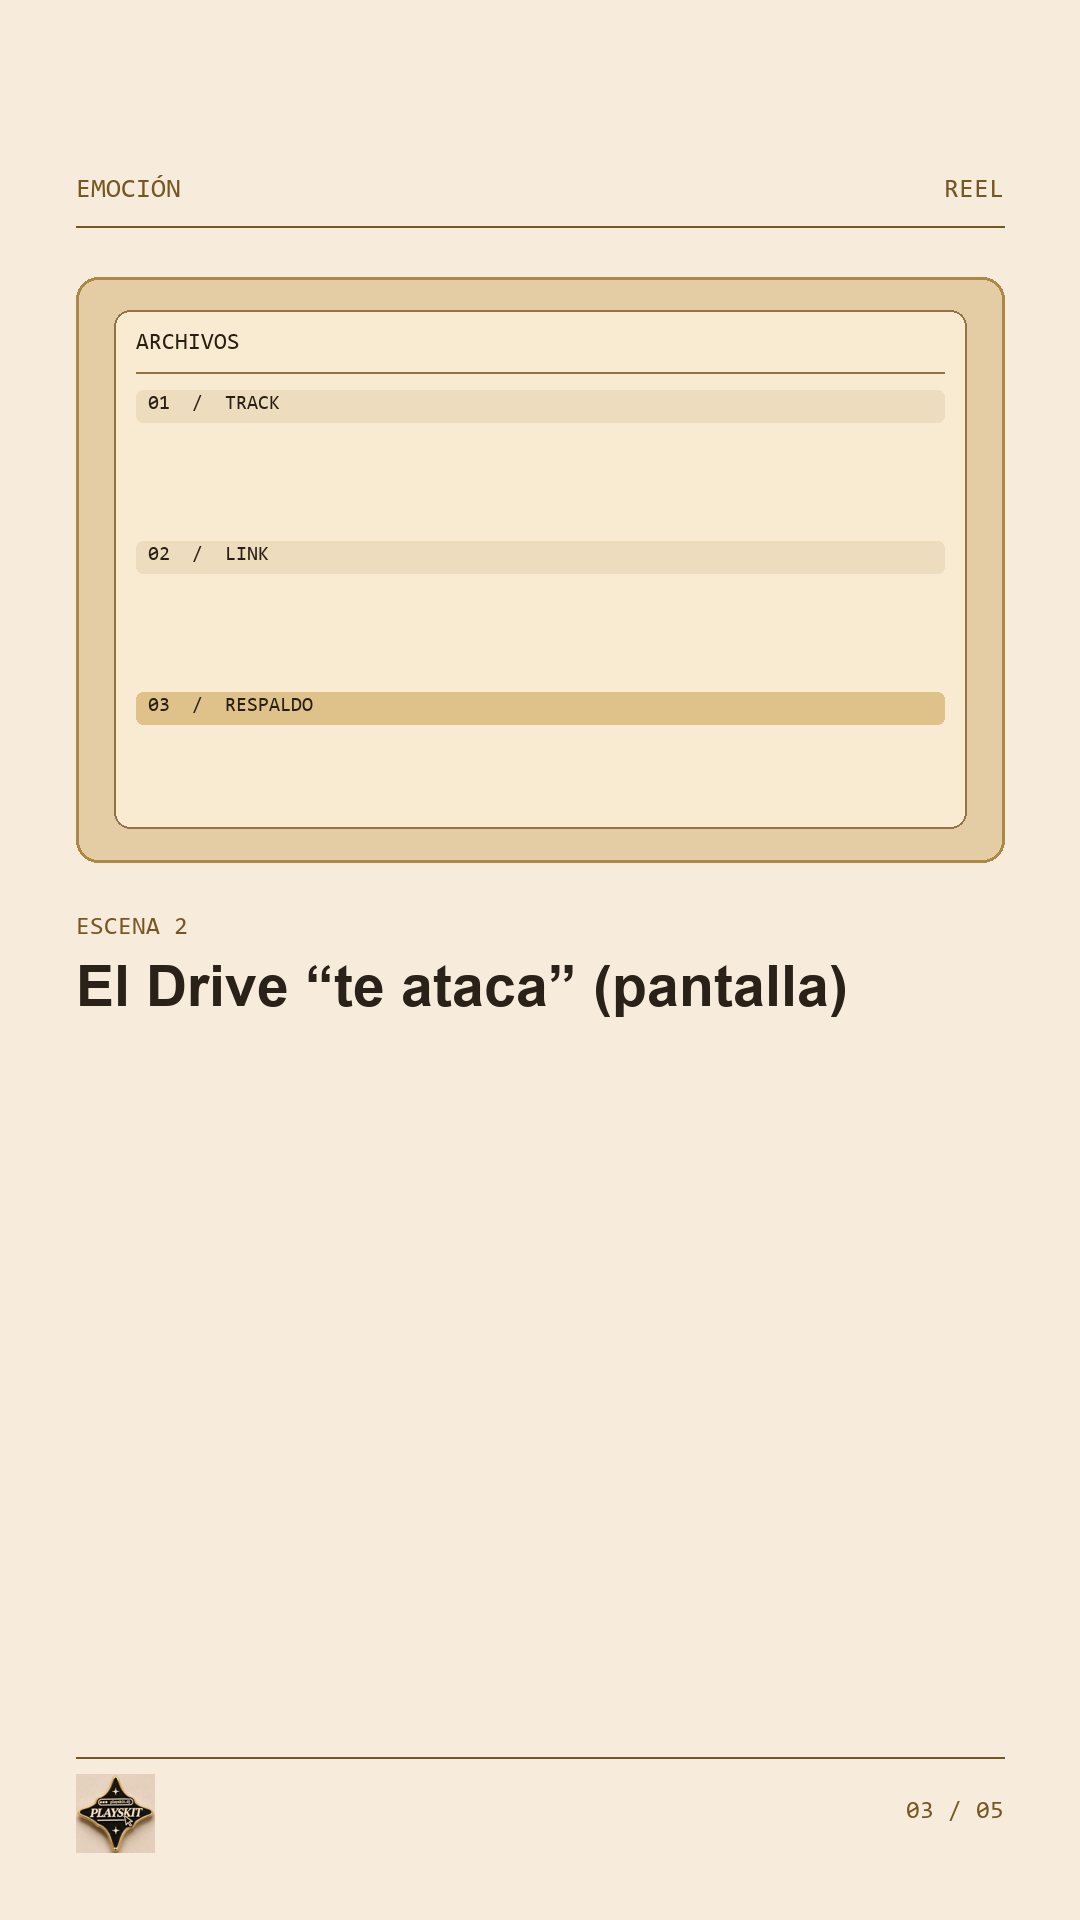 EMOCIÓN
REEL
ARCHIVOS
01 / TRACK
02 / LINK
03 / RESPALDO
ESCENA 2
El Drive “te ataca” (pantalla)
PLAYSKIT
03 / 05